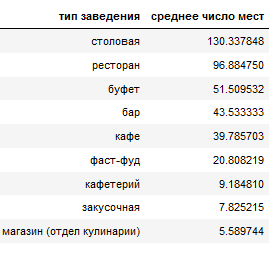 тип заведения среднее число мест
столовая 130.337848
ресторан 96.884750
буфет 51.509532
бар 43.533333
кафе 39.785703
фаст-фуд 20.808219
кафетерий 9.184810
закусочная 7.825215
магазин (отдел кулинарии) 5.589744